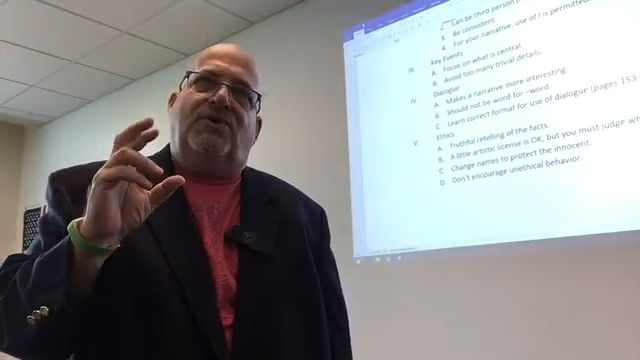 2. Can be third person
3. Be consistent.
4. For your narrative, use of I is permitted.
III. Key Events
A. Focus on what is central
B. Avoid too many trivial details,
IV. Dialogue
A. Makes a narrative more interesting
B. Should not be word-for –word
C. Learn correct format for use of dialogue (pages 153-
V. Ethics
A. Truthful retelling of the facts.
B. A little artistic license is OK, but you must judge
C. Change names to protect the innocent.
D. Don't encourage unethical behavior